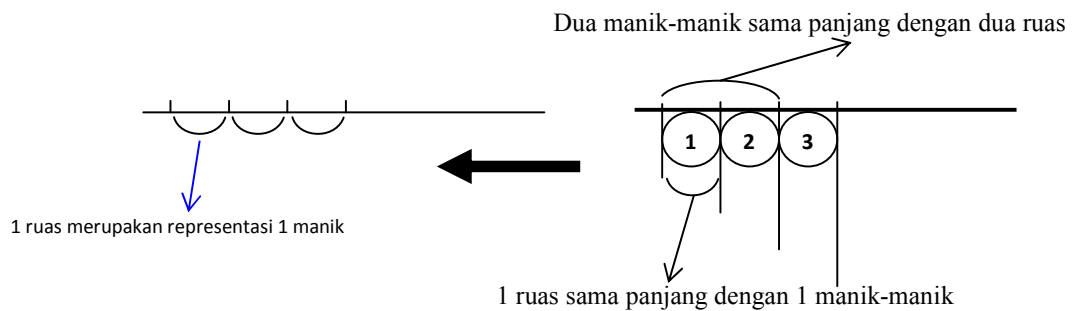 Dua manik-manik sama panjang dengan dua ruas
1 2 3
1 ruas merupakan representasi 1 manik
1 ruas sama panjang dengan 1 manik-manik